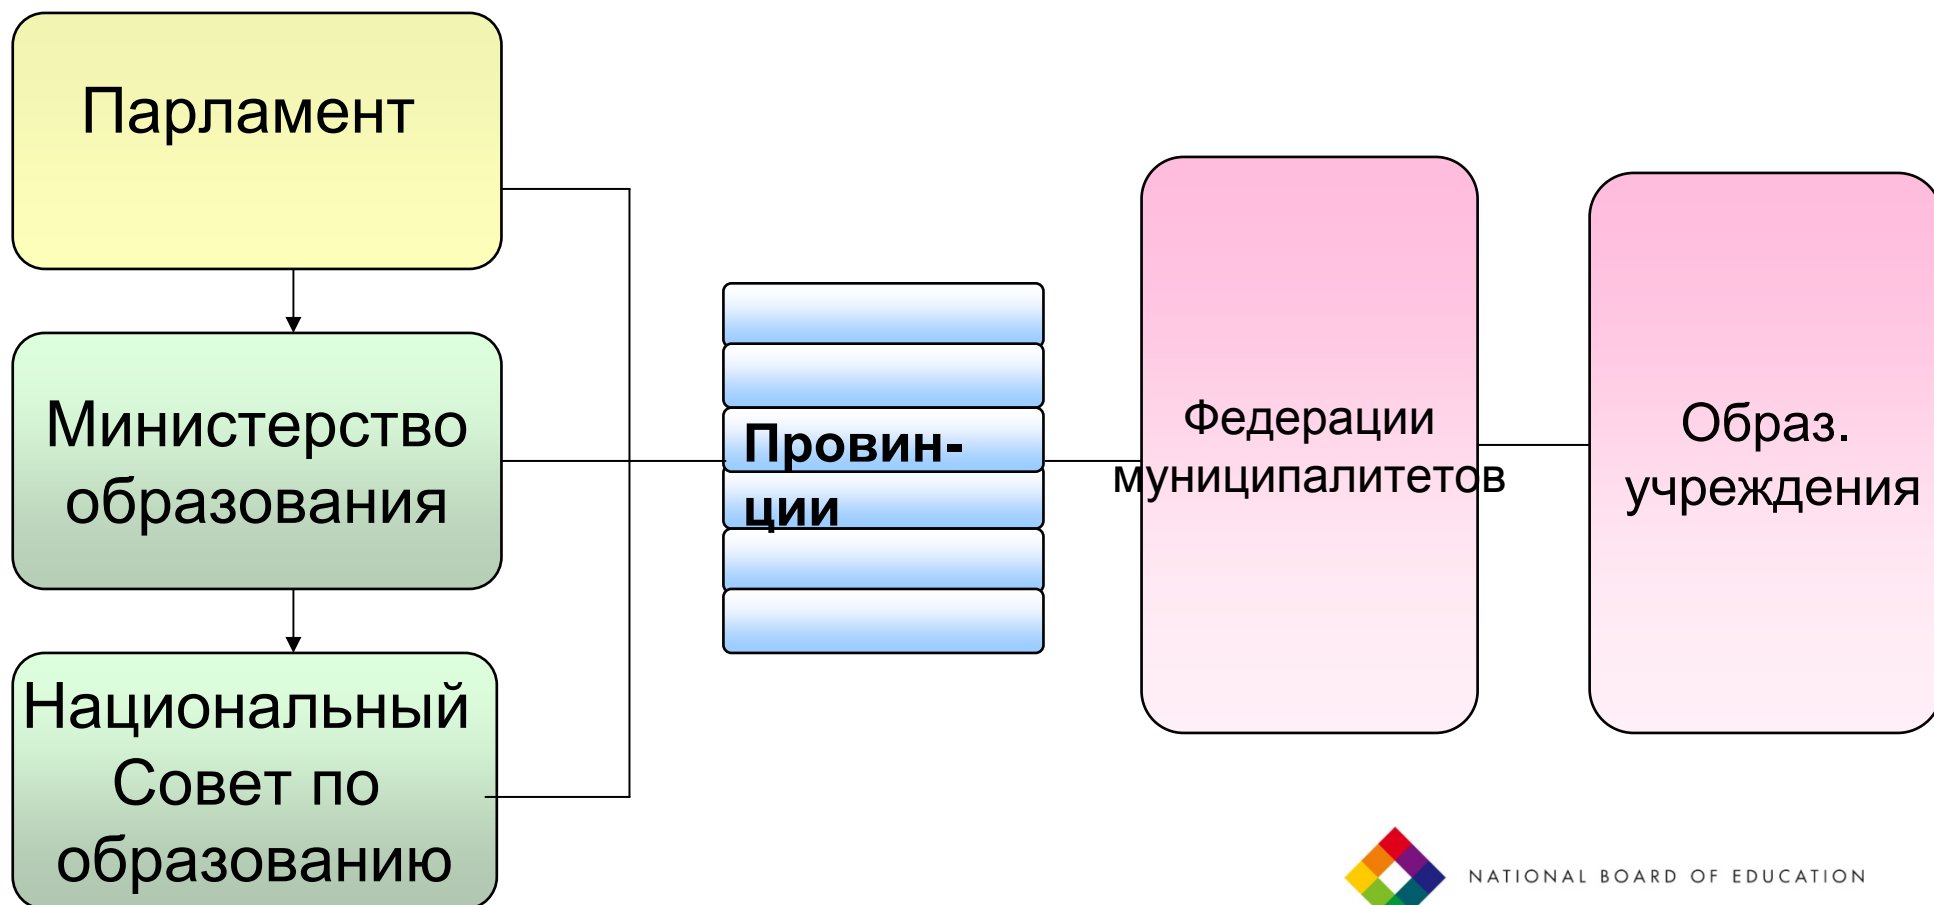 Парламент
Министерство
образования
Национальный
Совет по
образованию
Провин-
ции
Федерации
муниципалитетов
Образ.
учреждения
NATIONAL BOARD OF EDUCATION